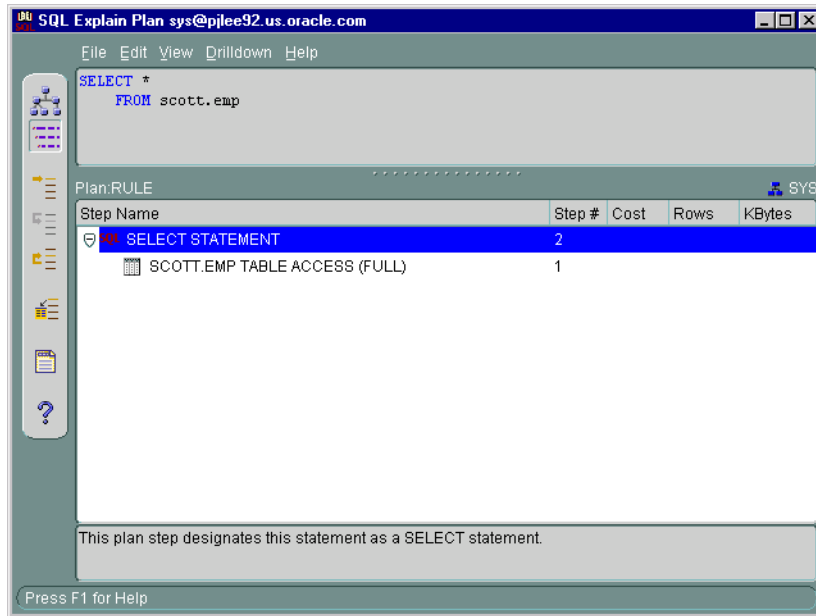 SQL Explain Plan sys@pjlee92.us.oracle.com
File Edit View Drilldown Help
SELECT *
FROM scott.emp
Plan:RULE SYS
Step Name Step # Cost Rows KBytes
SQL SELECT STATEMENT 2
SCOTT.EMP TABLE ACCESS (FULL) 1
This plan step designates this statement as a SELECT statement.
Press F1 for Help